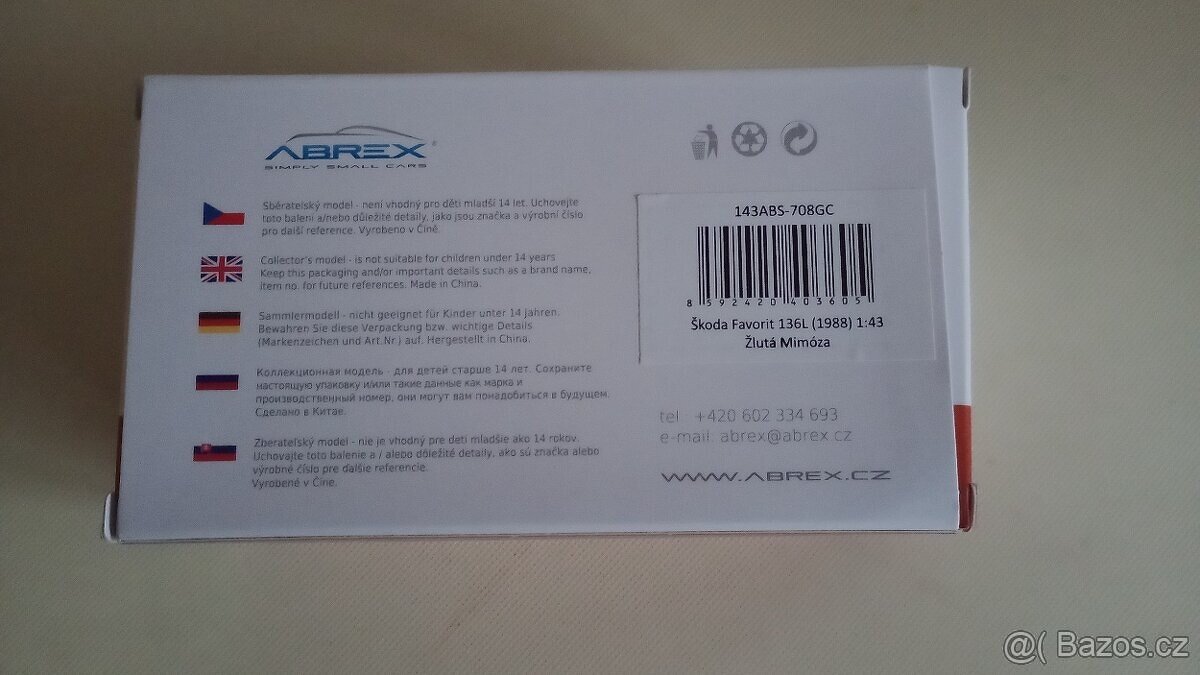 ABREX®
SIMPLY SMALL CARS
Sběratelský model - není vhodný pro děti mladší 14 let. Uchovejte
toto balení a/nebo důležité detaily, jako jsou značka a výrobní číslo
pro další reference. Vyrobeno v Číně.
Collector's model - is not suitable for children under 14 years
Keep this packaging and/or important details such as a brand name,
item no. for future references. Made in China.
Sammlermodell - nicht geeignet für Kinder unter 14 jahren.
Bewahren Sie diese Verpackung bzw. wichtige Details
(Markenzeichen und Art.Nr.) auf. Hergestellt in China.
Коллекционная модель - для детей старше 14 лет. Сохраните
настоящую упаковку и/или такие данные как марка и
производственный номер, они могут вам понадобиться в будущем.
Сделано в Китае.
Zberateľský model - nie je vhodný pre deti mladšie ako 14 rokov.
Uchovajte toto balenie a / alebo dôležité detaily, ako sú značka alebo
výrobné číslo pre ďalšie referencie.
Vyrobené v Číne.
143ABS-708GC
8 592420 403605
Škoda Favorit 136L (1988) 1:43
Žlutá Mimóza
tel.: +420 602 334 693
e-mail: abrex@abrex.cz
WWW.ABREX.CZ
@( Bazos.cz